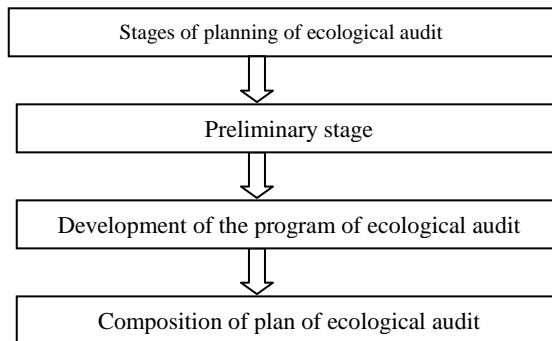 Stages of planning of ecological audit
Preliminary stage
Development of the program of ecological audit
Composition of plan of ecological audit